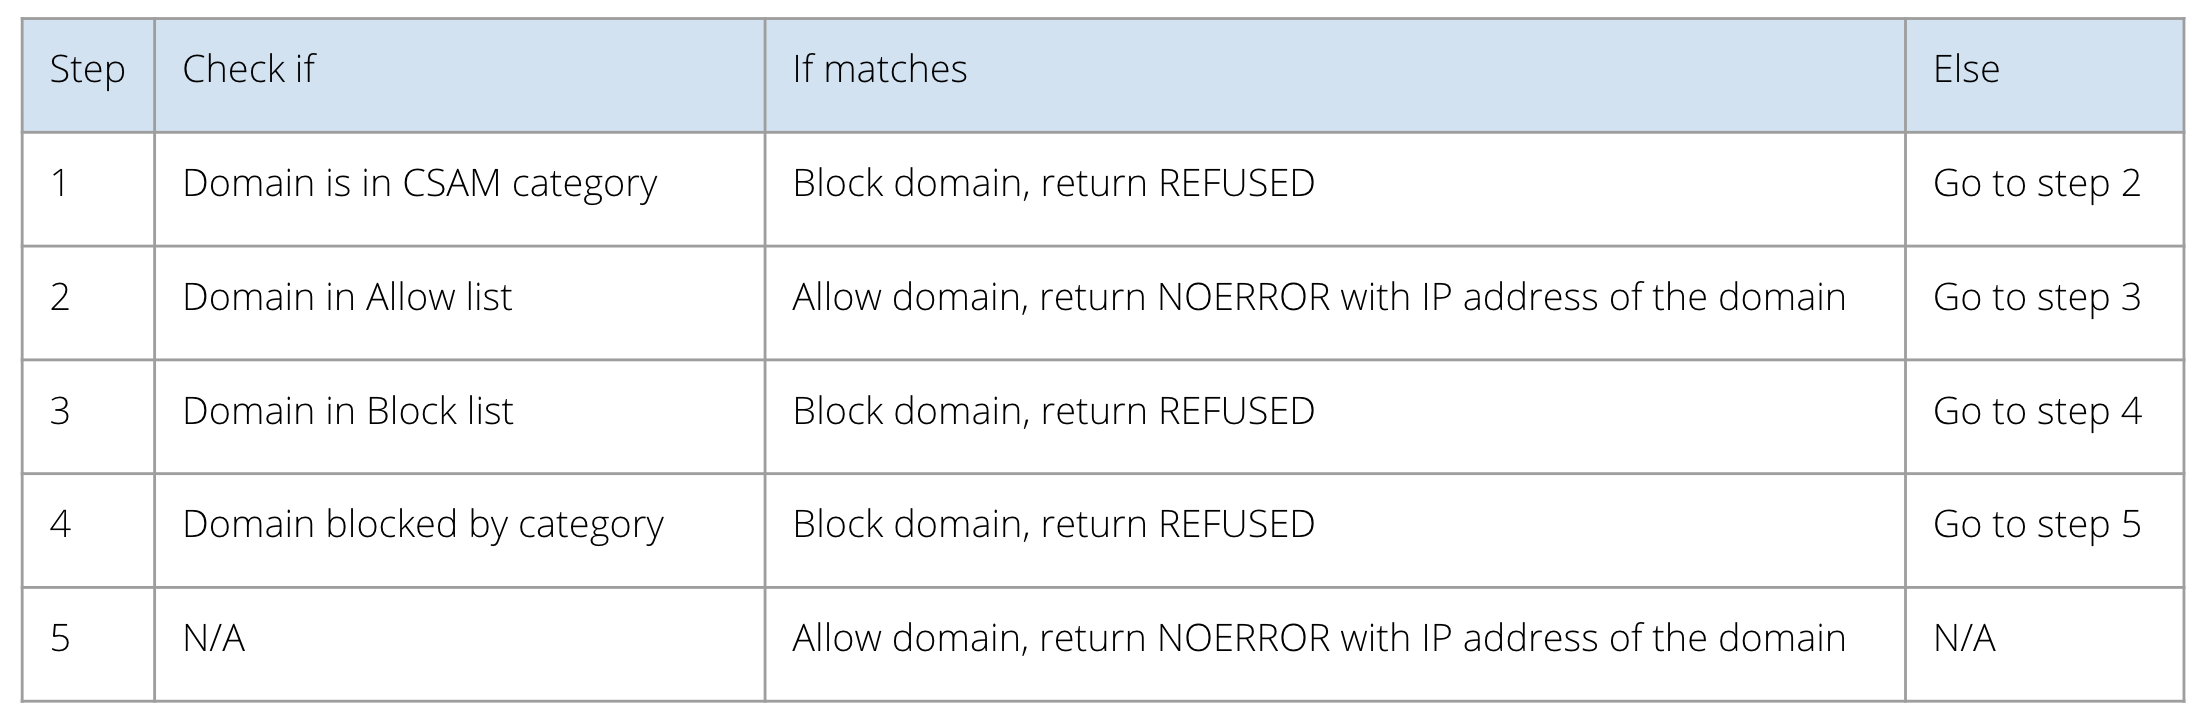 Step Check if If matches Else
1 Domain is in CSAM category Block domain, return REFUSED Go to step 2
2 Domain in Allow list Allow domain, return NOERROR with IP address of the domain Go to step 3
3 Domain in Block list Block domain, return REFUSED Go to step 4
4 Domain blocked by category Block domain, return REFUSED Go to step 5
5 N/A Allow domain, return NOERROR with IP address of the domain N/A